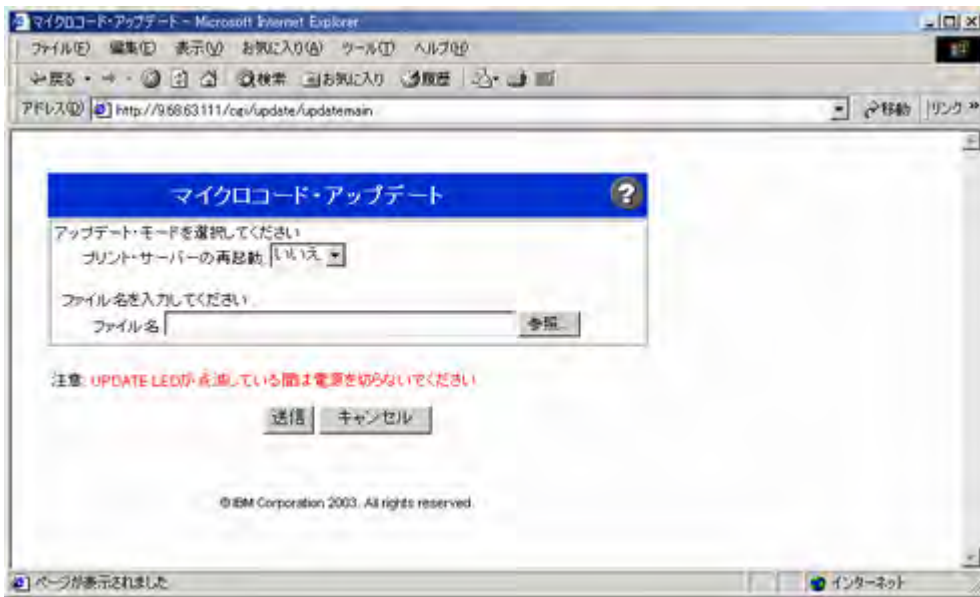 マイクロコード・アップデート - Microsoft Internet Explorer
ファイル(F) 編集(E) 表示(V) お気に入り(A) ツール(T) ヘルプ(H)
戻る 検索 お気に入り 履歴
アドレス(D) http://9.68.63.111/cgi/update/updatemain 移動 リンク »
マイクロコード・アップデート ?
アップデート・モードを選択してください
プリント・サーバーの再起動 いいえ
ファイル名を入力してください
ファイル名 参照...
注意: UPDATE LEDが点滅している間は電源を切らないでください
送信 キャンセル
© IBM Corporation 2003. All rights reserved.
ページが表示されました インターネット